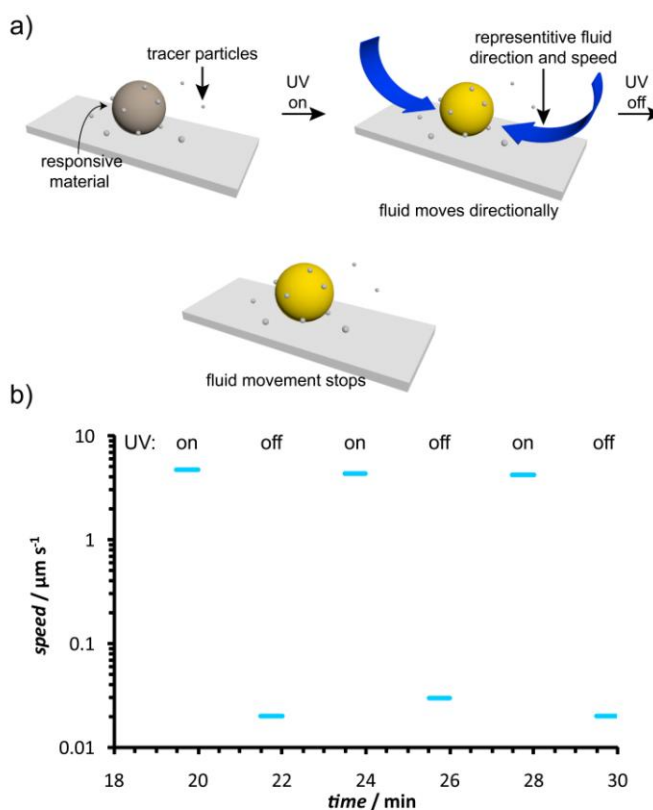 a)
tracer particles
responsive
material
UV
on
representitive fluid
direction and speed
UV
off
fluid moves directionally
fluid movement stops
b)
UV: on off on off on off
10
1
0.1
0.01
speed / μm s⁻¹
18 20 22 24 26 28 30
time / min